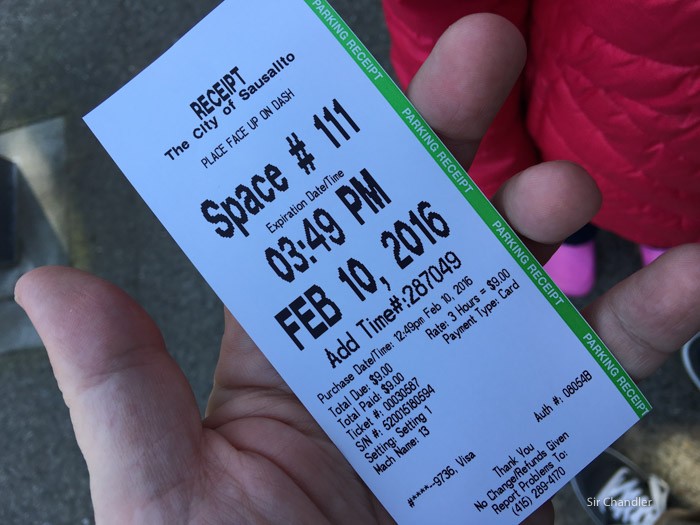 RECEIPT
The City of Sausalito
PLACE FACE UP ON DASH
Space # 111
Expiration Date/Time
03:49 PM
FEB 10, 2016
Add Time#:287049
Purchase Date/Time: 12:49pm Feb 10, 2016
Total Due: $9.00 Rate: 3 Hours = $9.00
Total Paid: $9.00 Payment Type: Card
Ticket #: 00030587
S/N #: 520015180594
Setting: Setting 1
Mach Name: 13
#****-9736, Visa Auth #: 08054B
Thank You
No Change/Refunds Given
Report Problems To:
(415) 289-4170
PARKING RECEIPT
PARKING RECEIPT
PARKING RECEIPT
PARKING RECEIPT
Sir Chandler